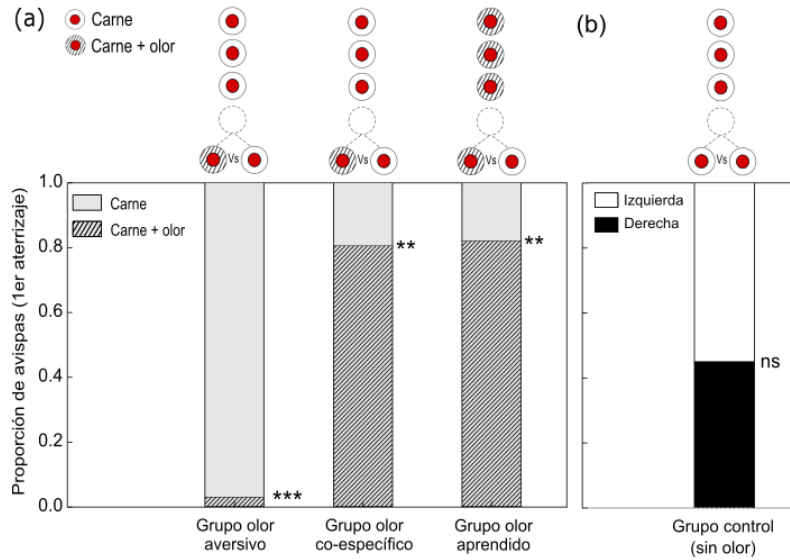 (a)
Carne
Carne + olor
(b)
Vs
Vs
Vs
Vs
Proporción de avispas (1er aterrizaje)
1.0
0.8
0.6
0.4
0.2
0.0
Carne
Carne + olor
***
**
**
Grupo olor
aversivo
Grupo olor
co-específico
Grupo olor
aprendido
Izquierda
Derecha
ns
Grupo control
(sin olor)